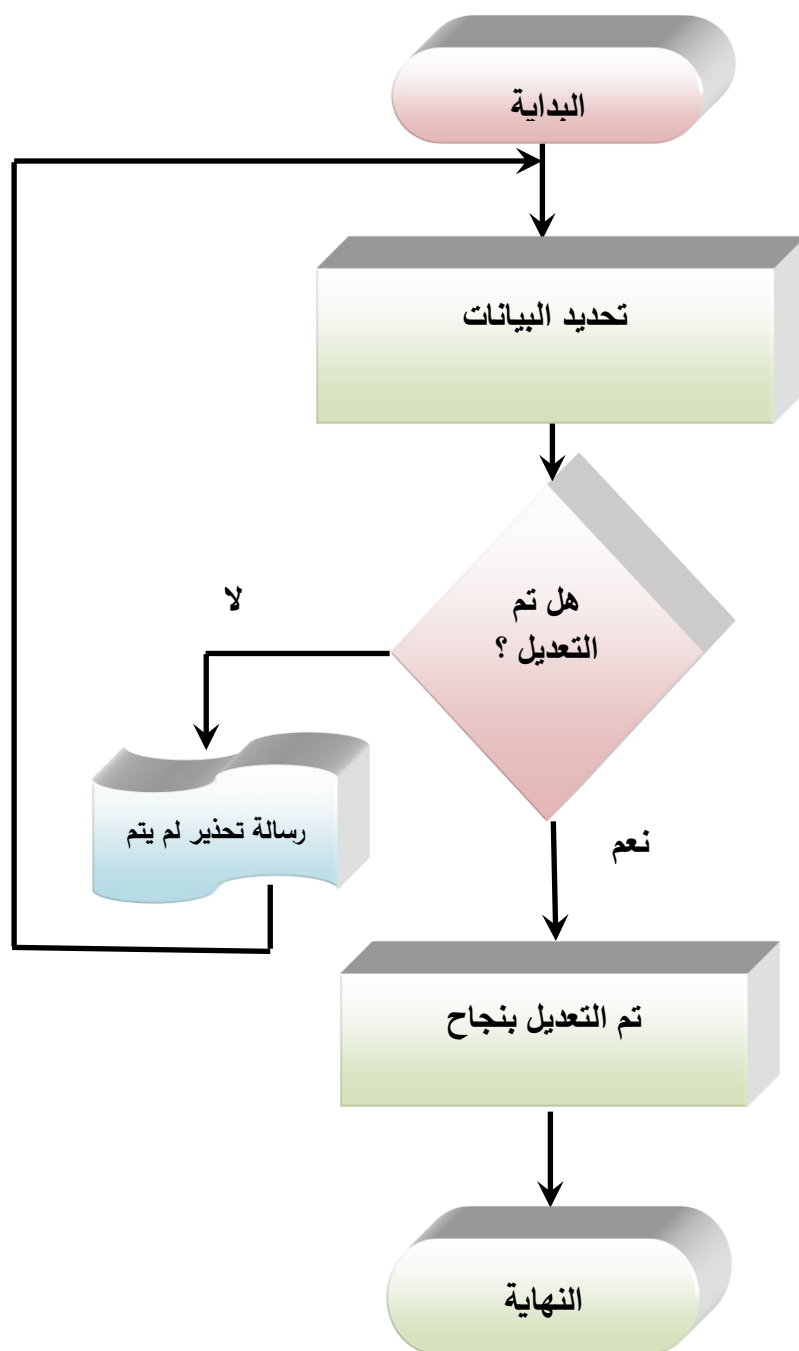 البداية
تحديد البيانات
هل تم
التعديل ؟
لا
رسالة تحذير لم يتم
نعم
تم التعديل بنجاح
النهاية